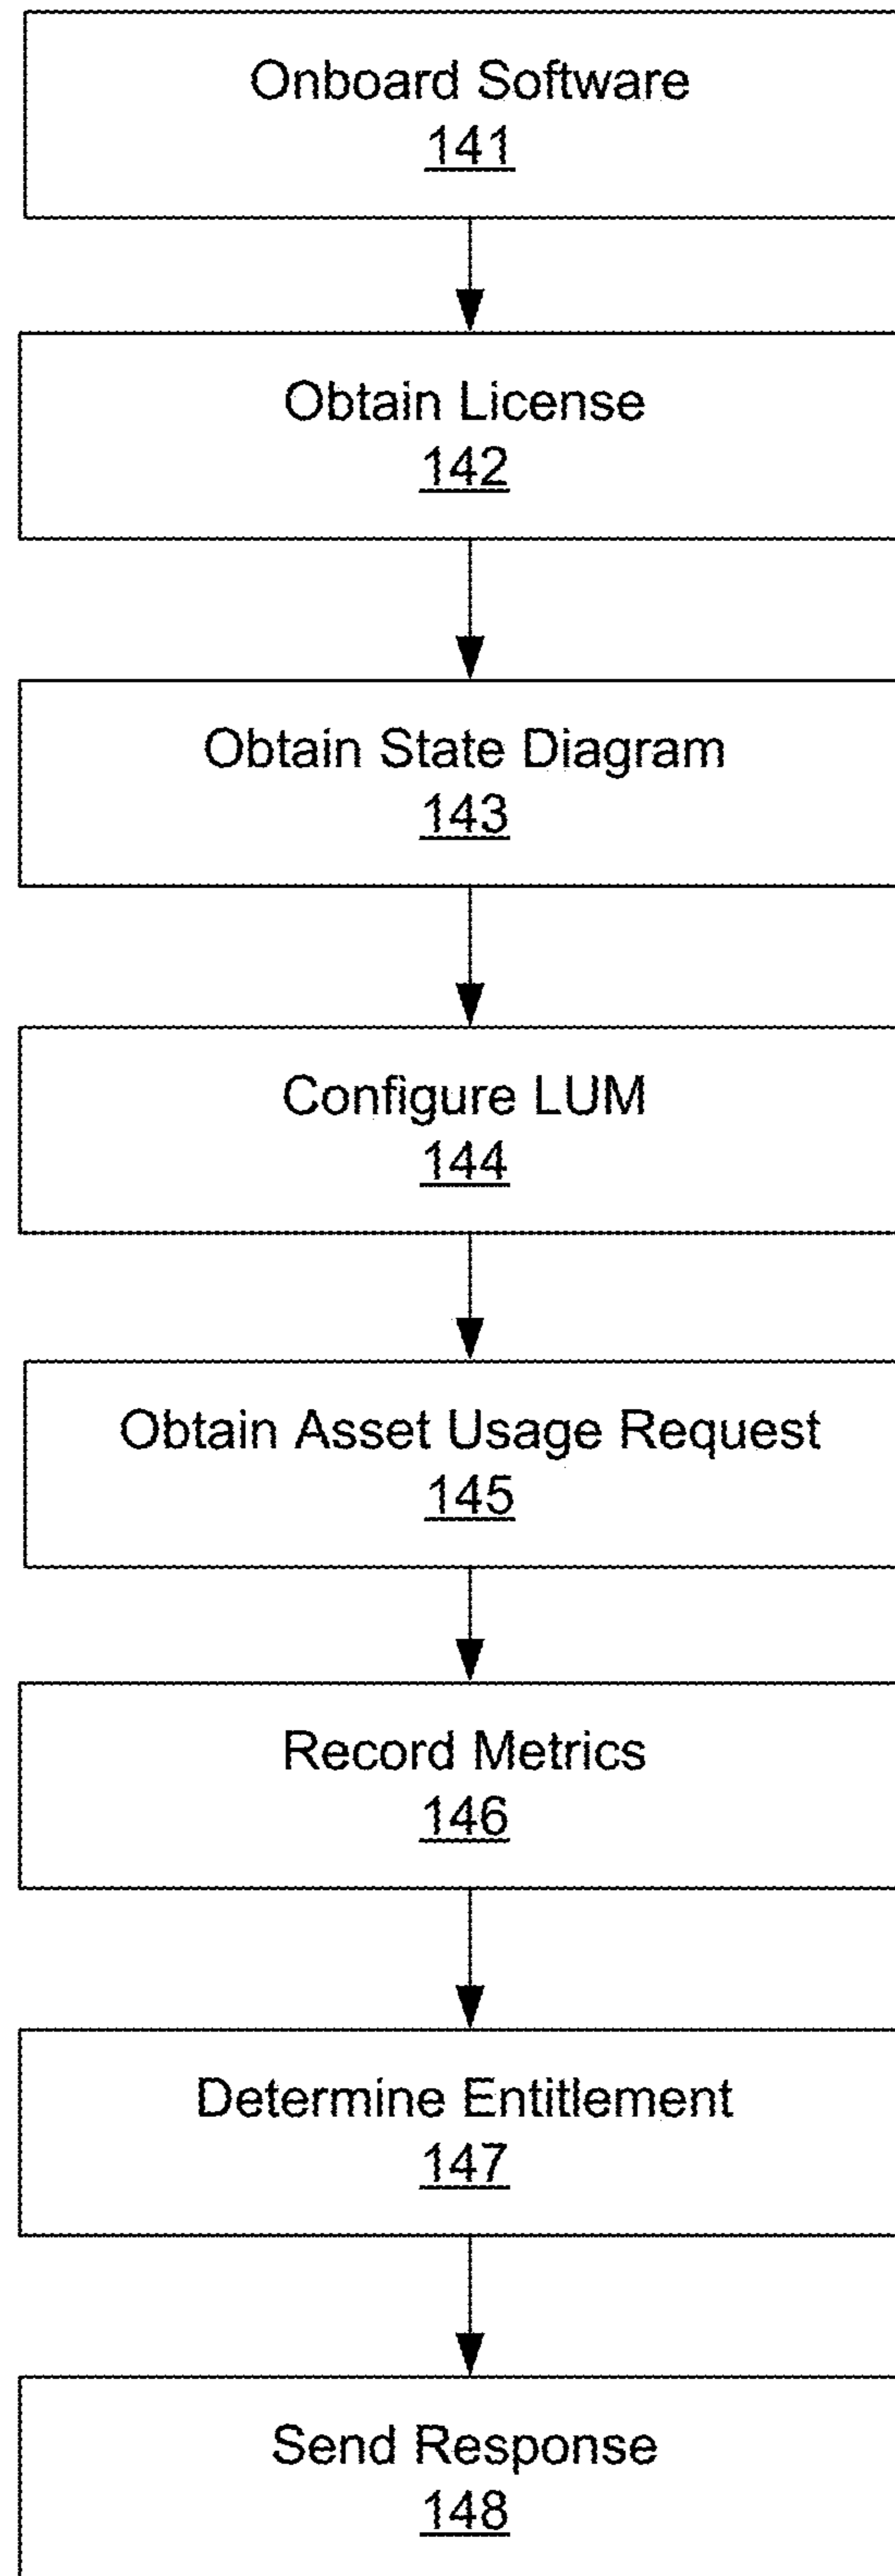 Onboard Software
141
Obtain License
142
Obtain State Diagram
143
Configure LUM
144
Obtain Asset Usage Request
145
Record Metrics
146
Determine Entitlement
147
Send Response
148